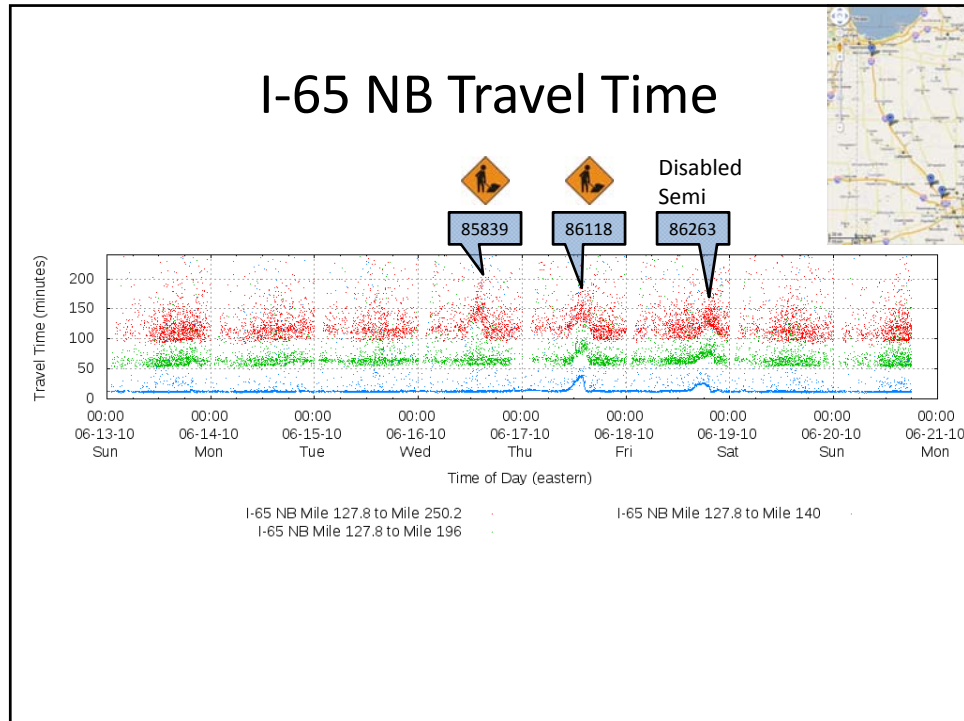 I-65 NB Travel Time
Disabled
Semi
85839
86118
86263
Travel Time (minutes)
200
150
100
50
0
00:00 00:00 00:00 00:00 00:00 00:00 00:00 00:00 00:00
06-13-10 06-14-10 06-15-10 06-16-10 06-17-10 06-18-10 06-19-10 06-20-10 06-21-10
Sun Mon Tue Wed Thu Fri Sat Sun Mon
Time of Day (eastern)
I-65 NB Mile 127.8 to Mile 250.2
I-65 NB Mile 127.8 to Mile 196
I-65 NB Mile 127.8 to Mile 140